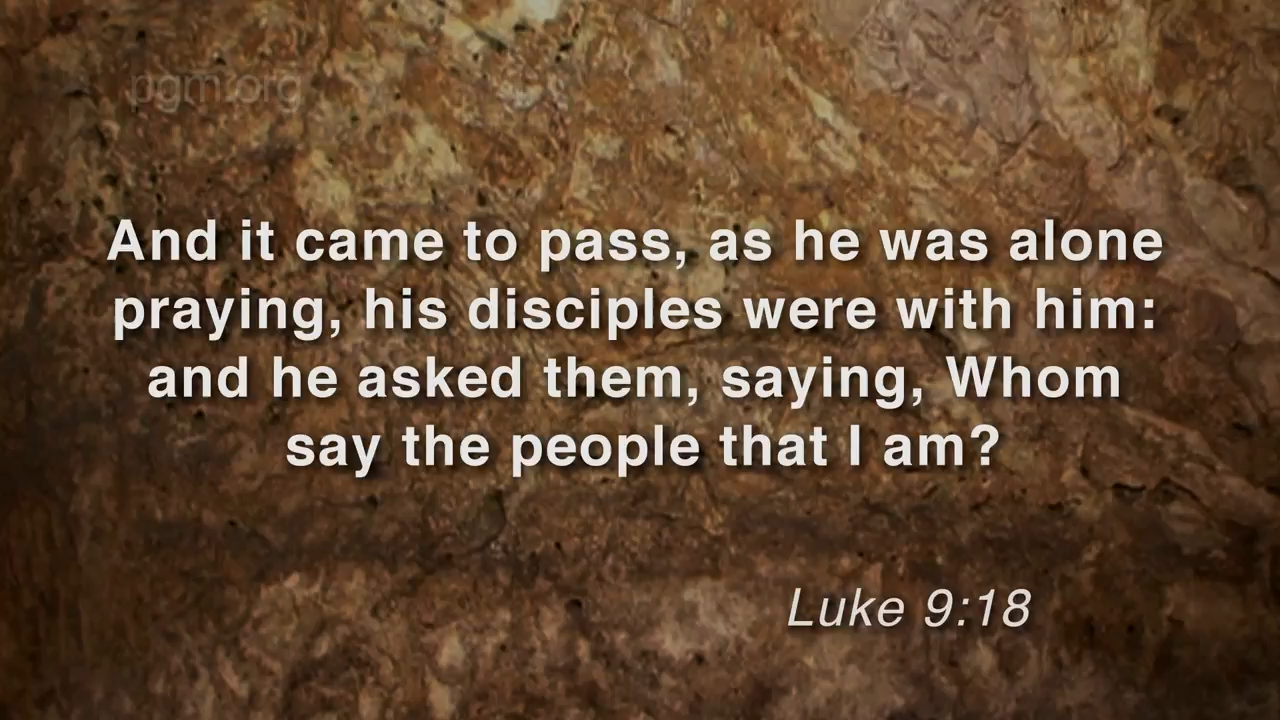 pgm.org
And it came to pass, as he was alone
praying, his disciples were with him:
and he asked them, saying, Whom
say the people that I am?
Luke 9:18